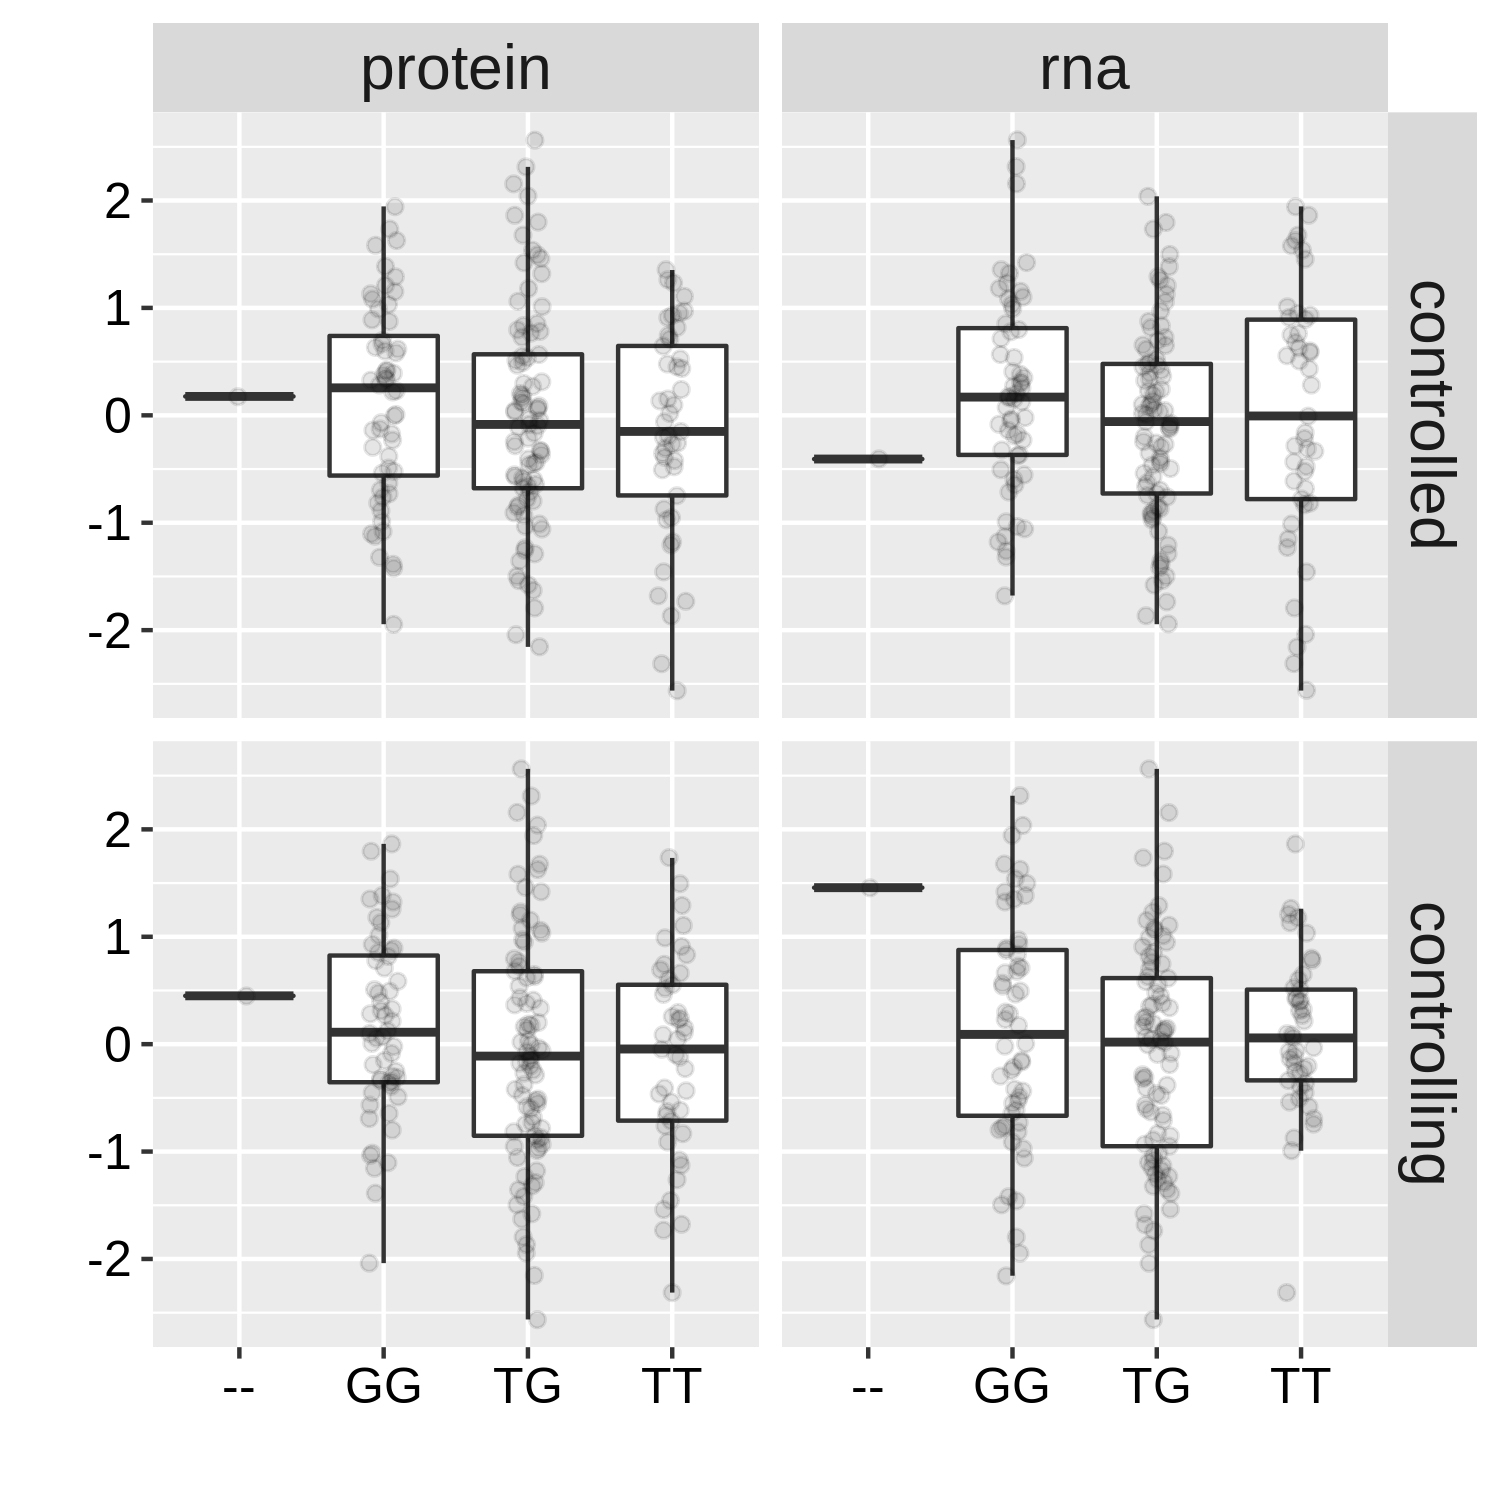 protein rna
controlled
2
1
0
-1
-2
controlling
2
1
0
-1
-2
-- GG TG TT -- GG TG TT